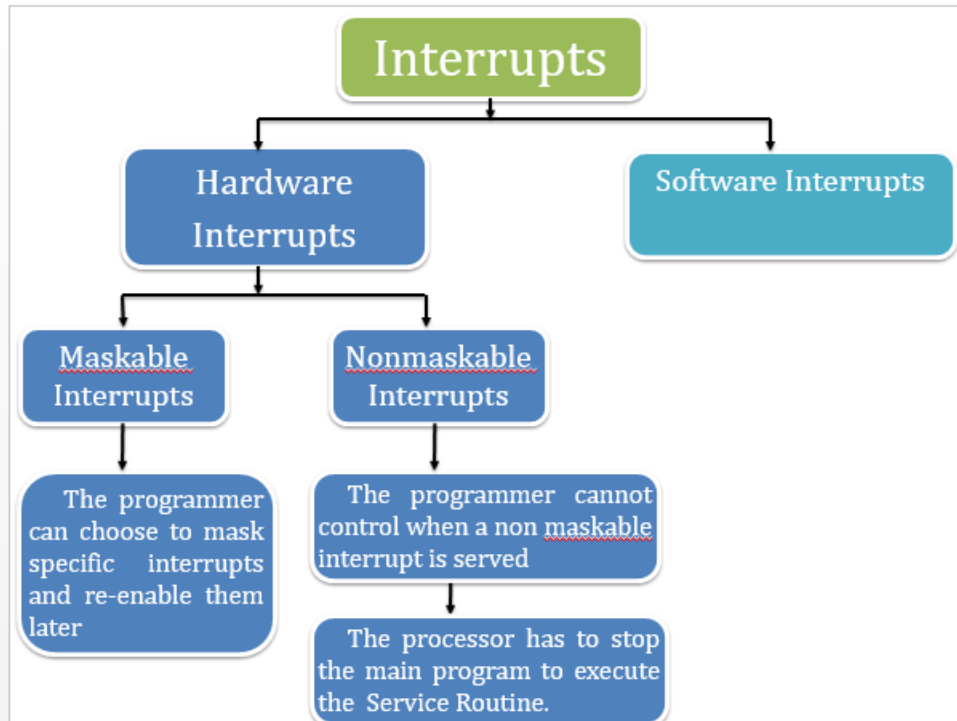 Interrupts
Hardware
Interrupts
Software Interrupts
Maskable
Interrupts
Nonmaskable
Interrupts
The programmer
can choose to mask
specific interrupts
and re-enable them
later
The programmer cannot
control when a non maskable
interrupt is served
The processor has to stop
the main program to execute
the Service Routine.